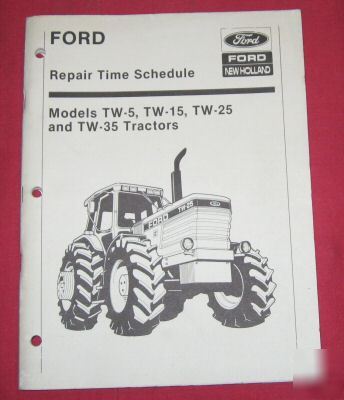 FORD
Ford
FORD
NEW HOLLAND
Repair Time Schedule
Models TW-5, TW-15, TW-25
and TW-35 Tractors
FORD
TW-25